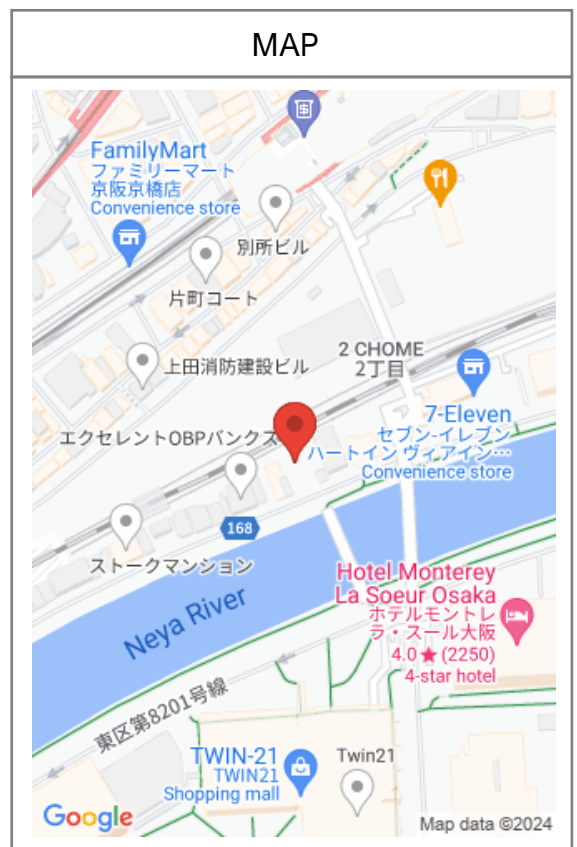 MAP
FamilyMart
ファミリーマート
京阪京橋店
Convenience store
別所ビル
片町コート
2 CHOME
2丁目
上田消防建設ビル
7-Eleven
セブン-イレブン
ハートイン ヴィアイン…
Convenience store
エクセレントOBPバンクス
168
ストークマンション
Neya River
Hotel Monterey
La Soeur Osaka
ホテルモントレ
ラ・スール大阪
4.0★(2250)
4-star hotel
東区第8201号線
TWIN-21
TWIN21
Shopping mall
Twin21
Google
Map data ©2024